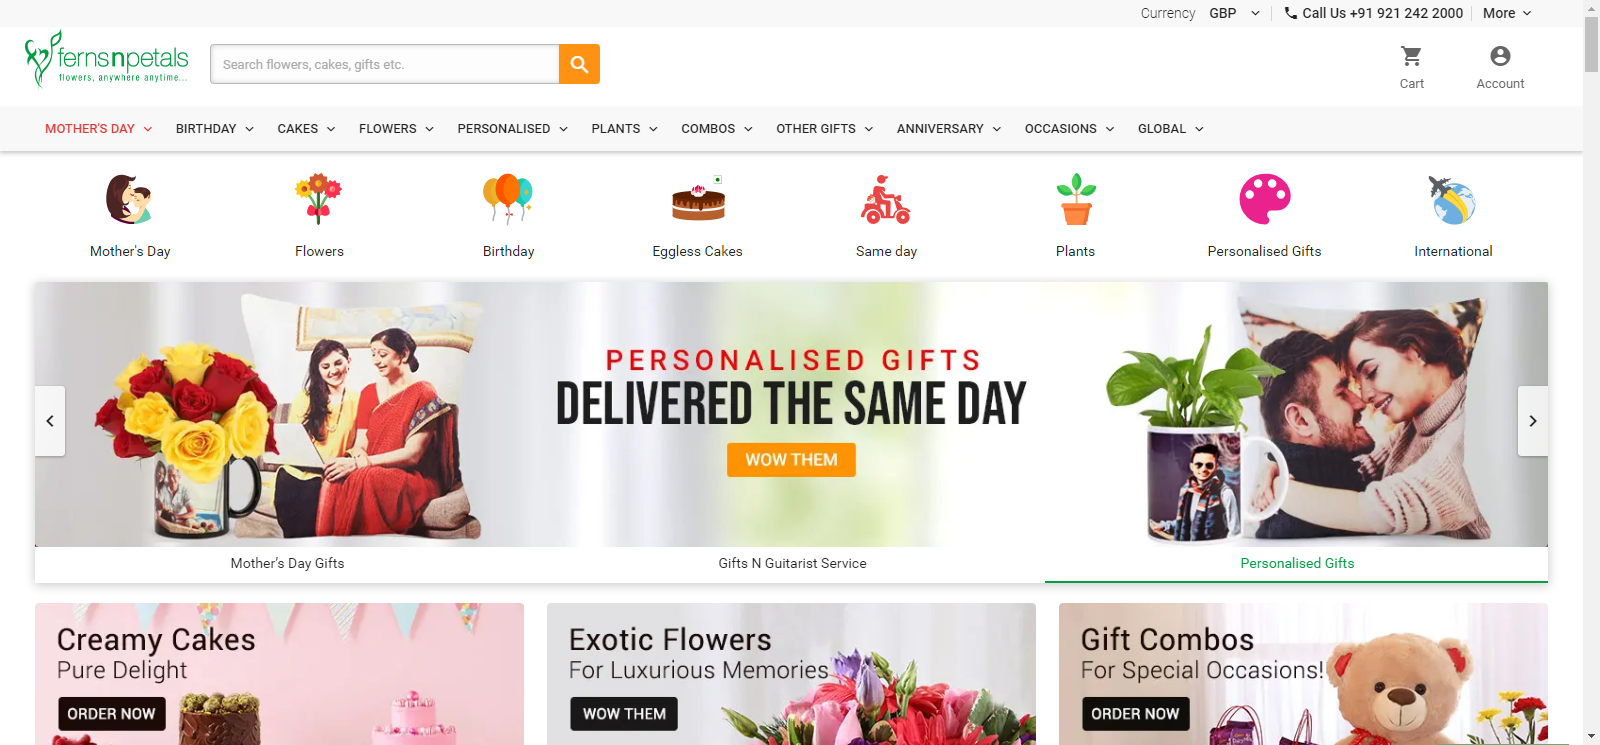 Currency GBP Call Us +91 921 242 2000 More
fernsnpetals
flowers, anywhere anytime...
Search flowers, cakes, gifts etc.
Cart Account
MOTHER'S DAY BIRTHDAY CAKES FLOWERS PERSONALISED PLANTS COMBOS OTHER GIFTS ANNIVERSARY OCCASIONS GLOBAL
Mother's Day Flowers Birthday Eggless Cakes Same day Plants Personalised Gifts International
PERSONALISED GIFTS
DELIVERED THE SAME DAY
WOW THEM
Mother’s Day Gifts Gifts N Guitarist Service Personalised Gifts
Creamy Cakes
Pure Delight
ORDER NOW
Exotic Flowers
For Luxurious Memories
WOW THEM
Gift Combos
For Special Occasions!
ORDER NOW